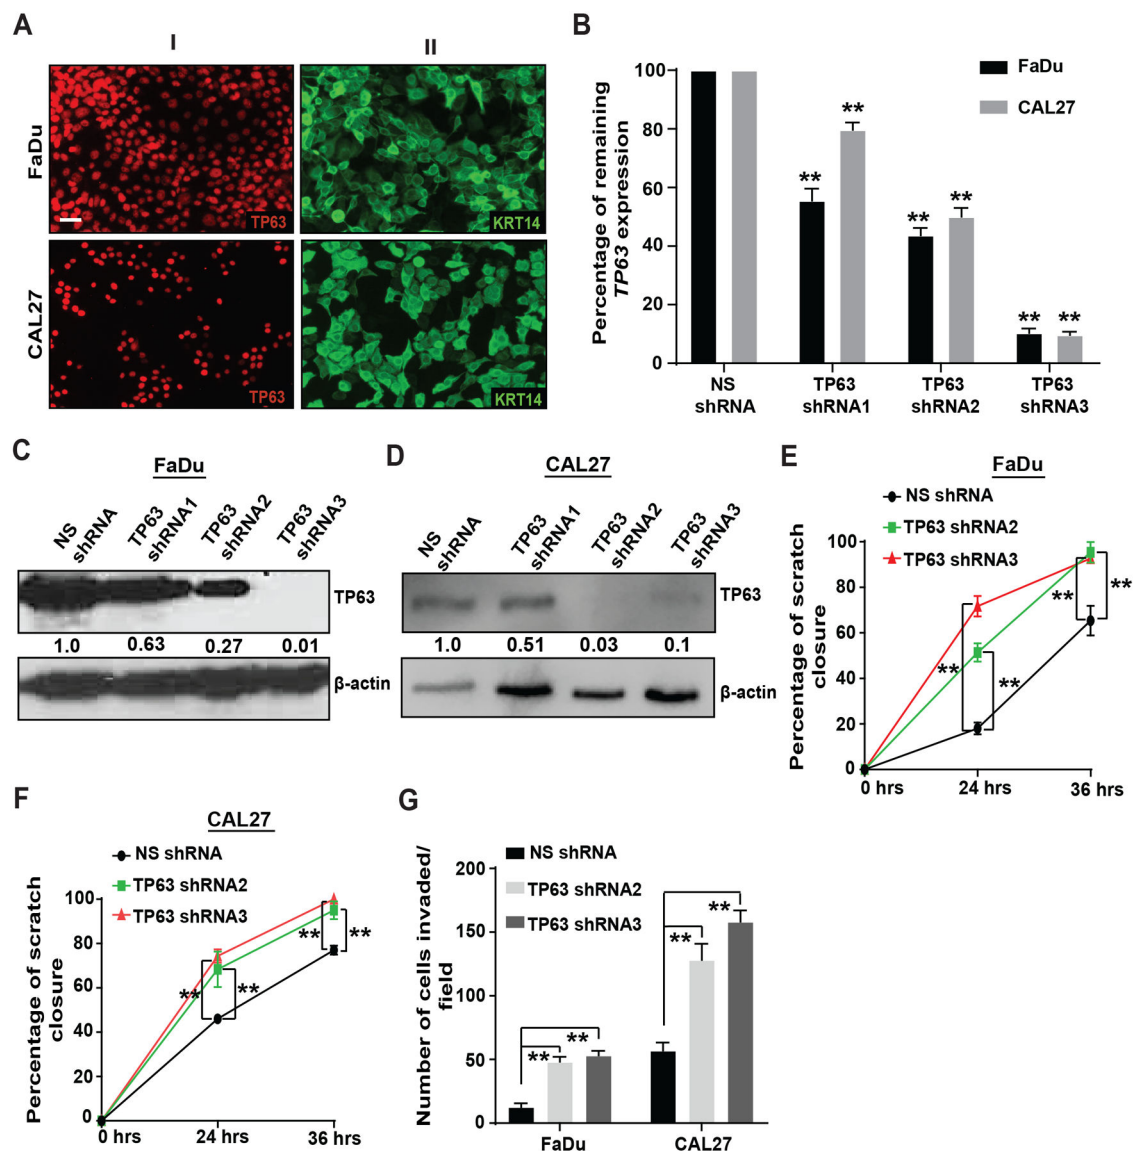 A
I
II
FaDu
TP63
KRT14
CAL27
TP63
KRT14
B
Percentage of remaining
TP63 expression
100
80
60
40
20
0
FaDu
CAL27
**
**
**
**
**
**
NS
shRNA
TP63
shRNA1
TP63
shRNA2
TP63
shRNA3
C
FaDu
NS
shRNA
TP63
shRNA1
TP63
shRNA2
TP63
shRNA3
TP63
1.0 0.63 0.27 0.01
β-actin
D
CAL27
NS
shRNA
TP63
shRNA1
TP63
shRNA2
TP63
shRNA3
TP63
1.0 0.51 0.03 0.1
β-actin
E
FaDu
NS shRNA
TP63 shRNA2
TP63 shRNA3
Percentage of scratch
closure
100
80
60
40
20
0
**
**
**
**
0 hrs 24 hrs 36 hrs
F
CAL27
NS shRNA
TP63 shRNA2
TP63 shRNA3
Percentage of scratch
closure
100
80
60
40
20
0
**
**
**
**
0 hrs 24 hrs 36 hrs
G
Number of cells invaded/
field
200
150
100
50
0
NS shRNA
TP63 shRNA2
TP63 shRNA3
**
**
**
**
FaDu CAL27